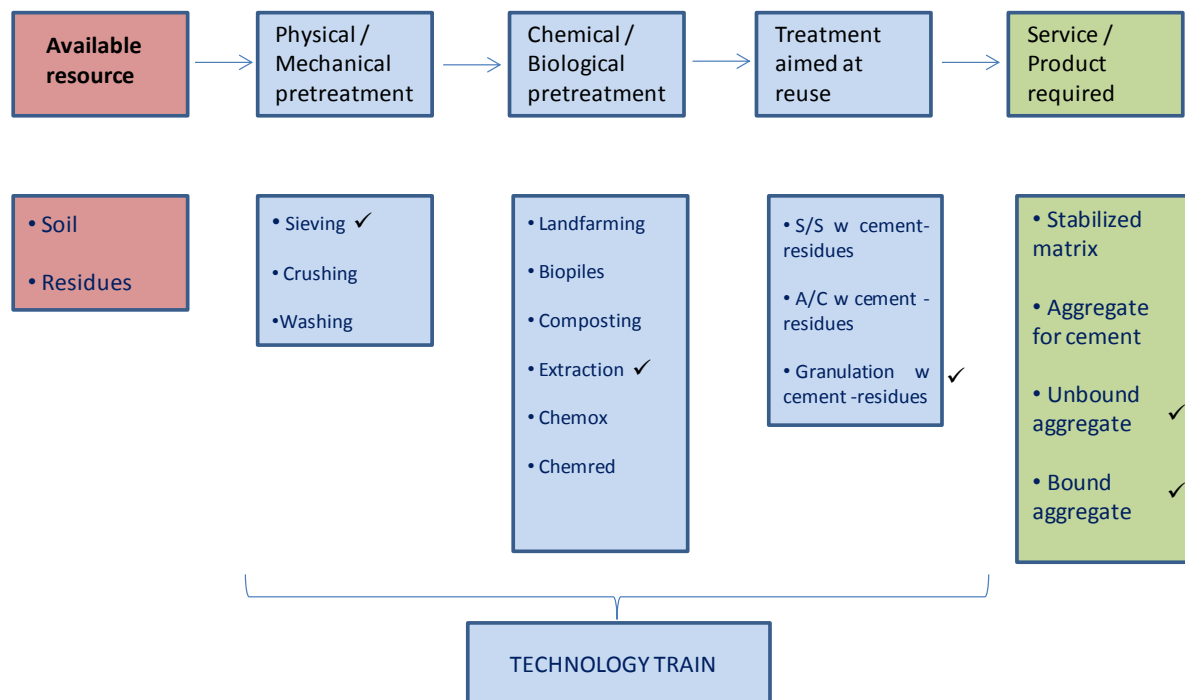 Available
resource
Physical /
Mechanical
pretreatment
Chemical /
Biological
pretreatment
Treatment
aimed at
reuse
Service /
Product
required
• Soil
• Residues
• Sieving ✓
• Crushing
•Washing
• Landfarming
• Biopiles
• Composting
• Extraction ✓
• Chemox
• Chemred
• S/S w cement-
residues
• A/C w cement -
residues
• Granulation w
cement -residues ✓
• Stabilized
matrix
• Aggregate
for cement
• Unbound
aggregate ✓
• Bound
aggregate ✓
TECHNOLOGY TRAIN